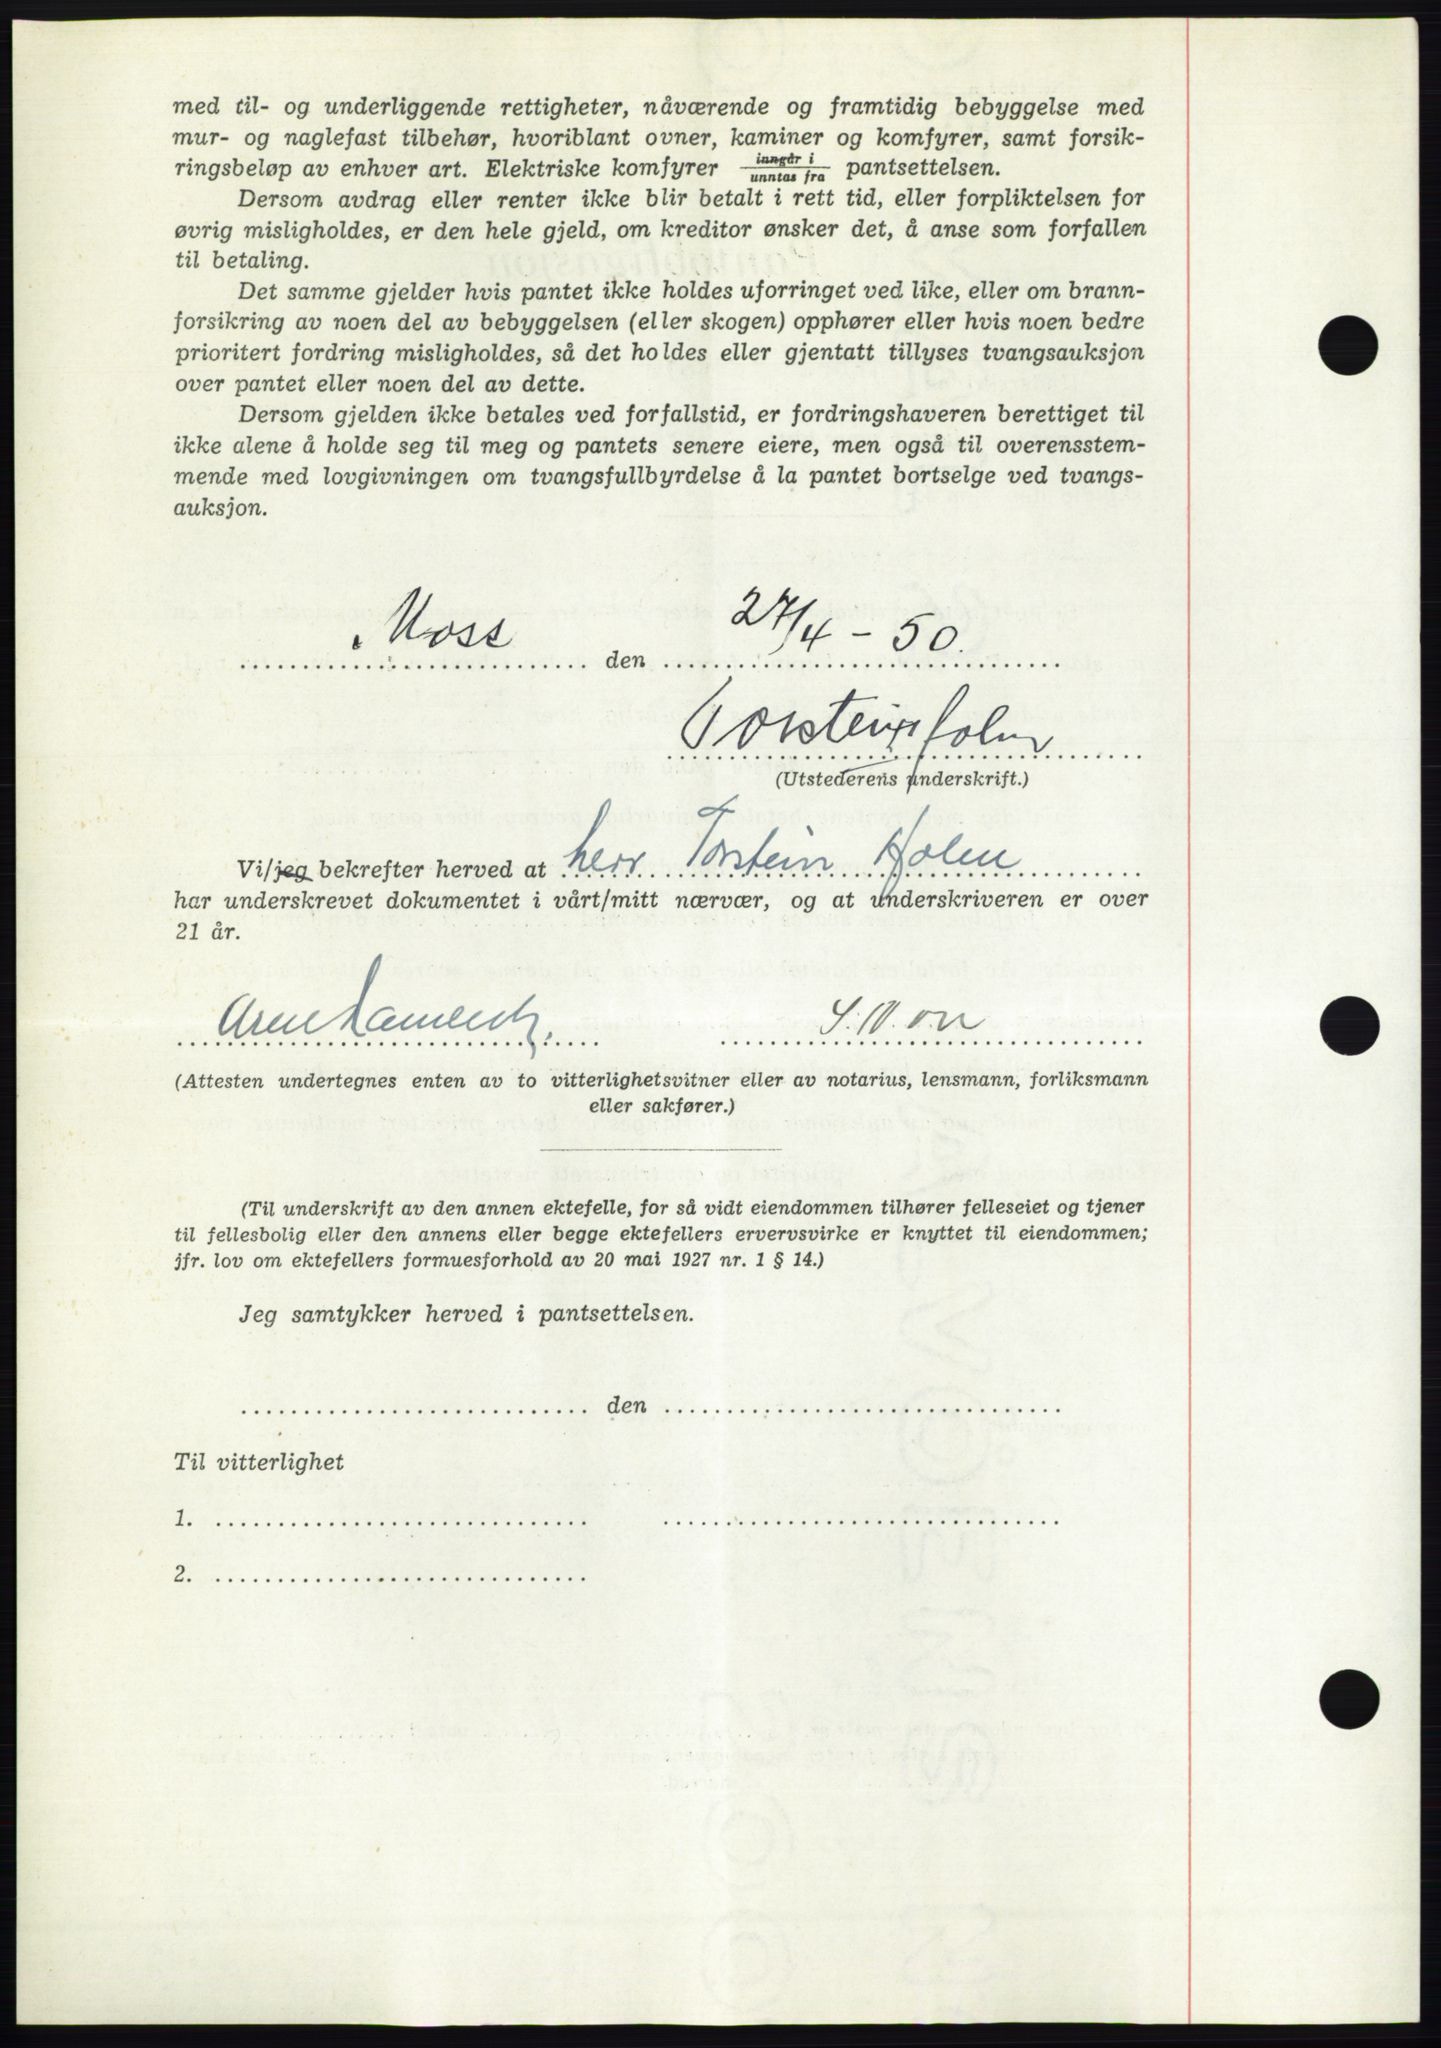 med til- og underliggende rettigheter, nåværende og framtidig bebyggelse med
mur- og naglefast tilbehør, hvoriblant ovner, kaminer og komfyrer, samt forsik-
ringsbeløp av enhver art. Elektriske komfyrer inngår i / unntas fra pantsettelsen.
Dersom avdrag eller renter ikke blir betalt i rett tid, eller forpliktelsen for
øvrig misligholdes, er den hele gjeld, om kreditor ønsker det, å anse som forfallen
til betaling.
Det samme gjelder hvis pantet ikke holdes uforringet ved like, eller om brann-
forsikring av noen del av bebyggelsen (eller skogen) opphører eller hvis noen bedre
prioritert fordring misligholdes, så det holdes eller gjentatt tillyses tvangsauksjon
over pantet eller noen del av dette.
Dersom gjelden ikke betales ved forfallstid, er fordringshaveren berettiget til
ikke alene å holde seg til meg og pantets senere eiere, men også til overensstem-
mende med lovgivningen om tvangsfullbyrdelse å la pantet bortselge ved tvangs-
auksjon.
Moss den 27/4 - 50.
Torstein Holm
(Utstederens underskrift.)
Vi/jeg bekrefter herved at herr Torstein Holm
har underskrevet dokumentet i vårt/mitt nærvær, og at underskriveren er over
21 år.
Arne
(Attesten undertegnes enten av to vitterlighetsvitner eller av notarius, lensmann, forliksmann
eller sakfører.)
(Til underskrift av den annen ektefelle, for så vidt eiendommen tilhører felleseiet og tjener
til fellesbolig eller den annens eller begge ektefellers ervervsvirke er knyttet til eiendommen;
jfr. lov om ektefellers formuesforhold av 20 mai 1927 nr. 1 § 14.)
Jeg samtykker herved i pantsettelsen.
den
Til vitterlighet
1.
2.